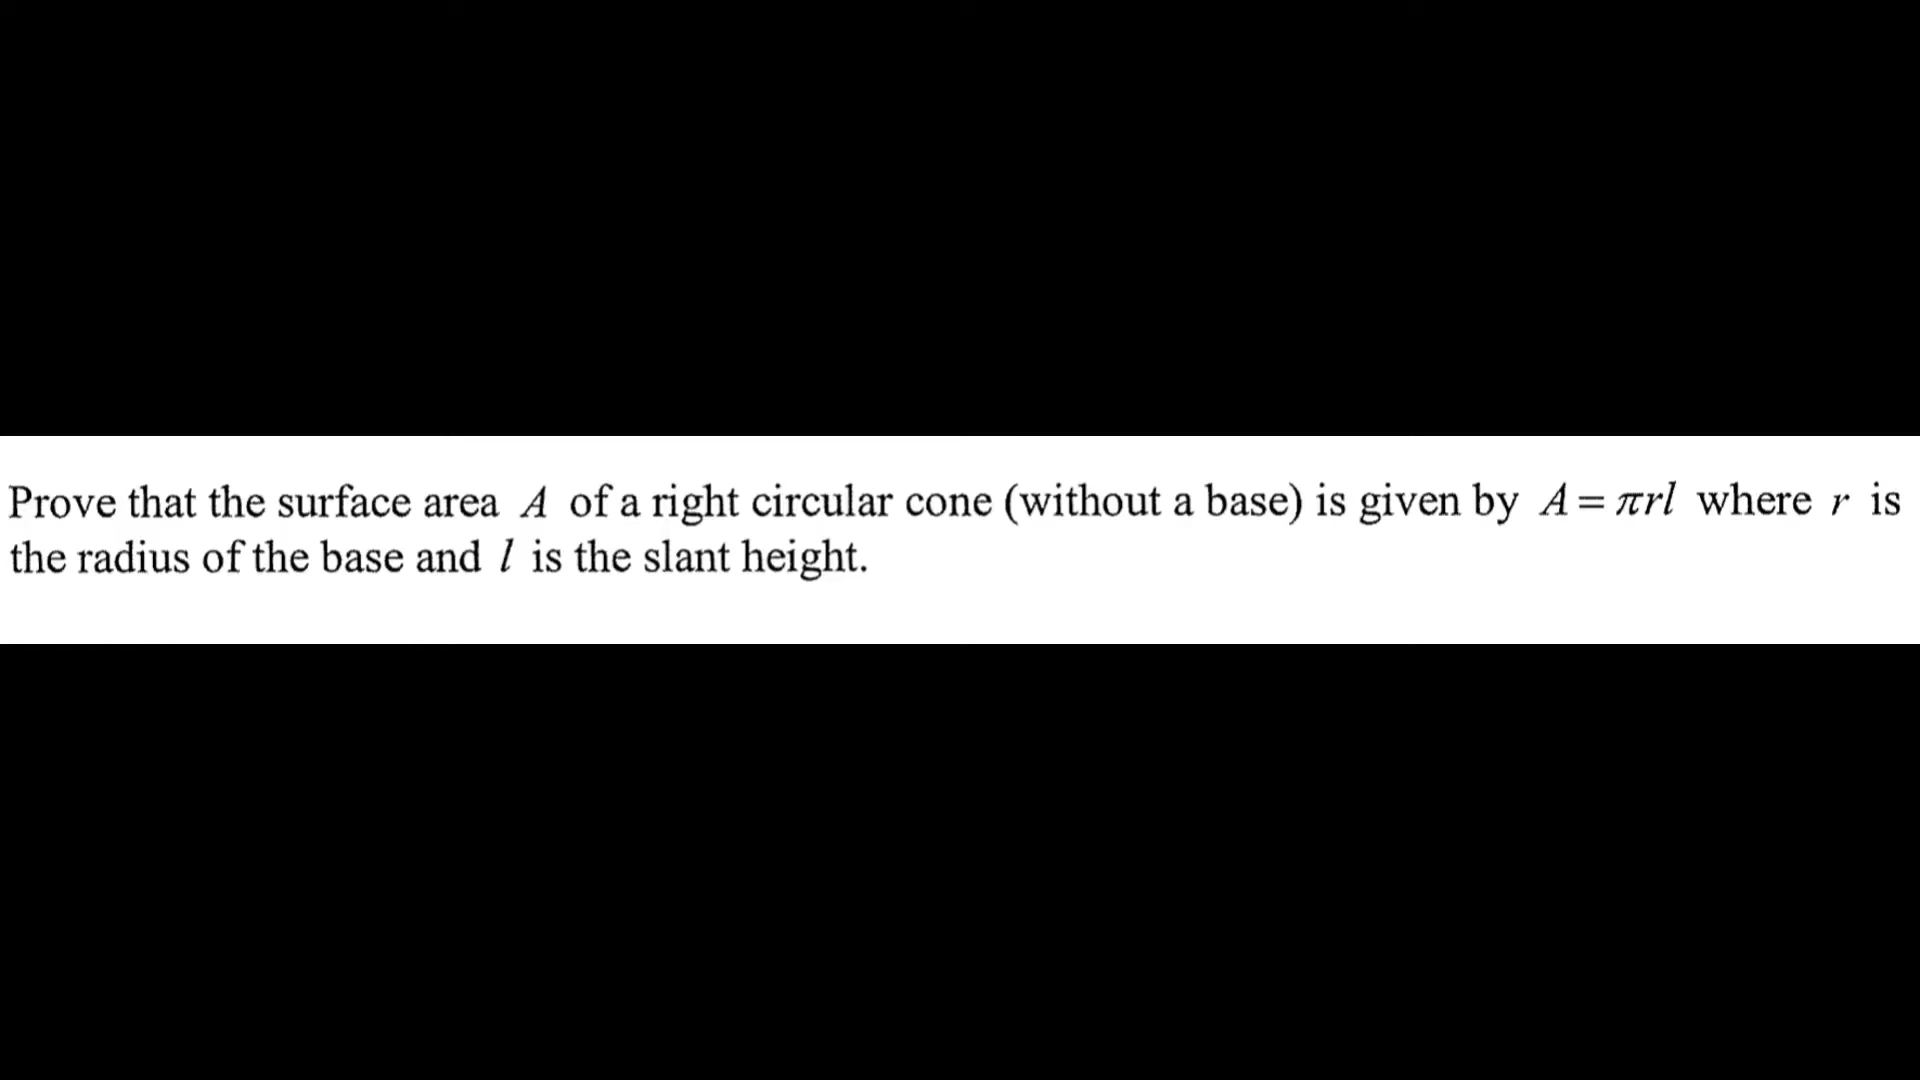 Prove that the surface area A of a right circular cone (without a base) is given by A = πrl where r is
the radius of the base and l is the slant height.